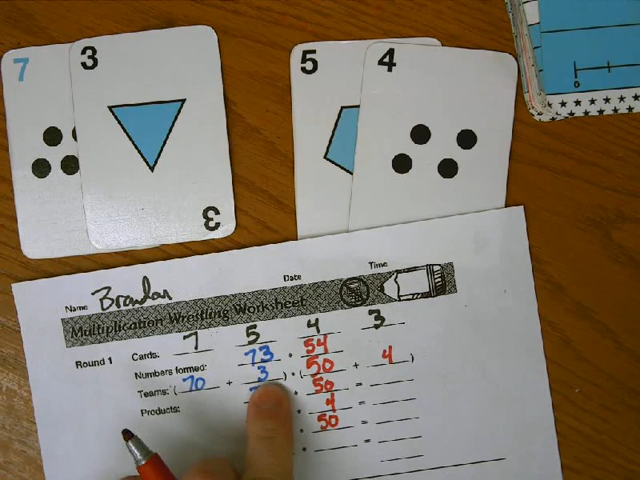 7 3 5 4
3
0
Name Brandon Date Time
Multiplication Wrestling Worksheet
Round 1 Cards: 7 5 4 3
Numbers formed: 73 * 54
Teams: ( 70 + 3 ) * ( 50 + 4 )
Products: * 50 =
* 4 =
* 50 =
* =